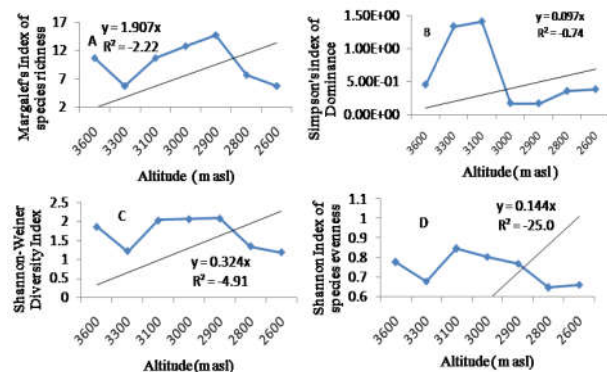 Margalef's Index of
species richness
17
12
7
2
A
y = 1.907x
R² = -2.22
3600
3300
3100
3000
2900
2800
2600
Altitude (m asl)
Simpson's index of
Dominance
1.50E+00
1.00E+00
5.00E-01
0.00E+00
B
y = 0.097x
R² = -0.74
3600
3300
3100
3000
2900
2800
2600
Altitude (m asl)
Shannon-Weiner
Diversity Index
2.5
2
1.5
1
0.5
0
C
y = 0.324x
R² = -4.91
3600
3300
3100
3000
2900
2800
2600
Altitude (m asl)
Shannon Index of
species evenness
1.1
1
0.9
0.8
0.7
0.6
D
y = 0.144x
R² = -25.0
3600
3300
3100
3000
2900
2800
2600
Altitude (m asl)